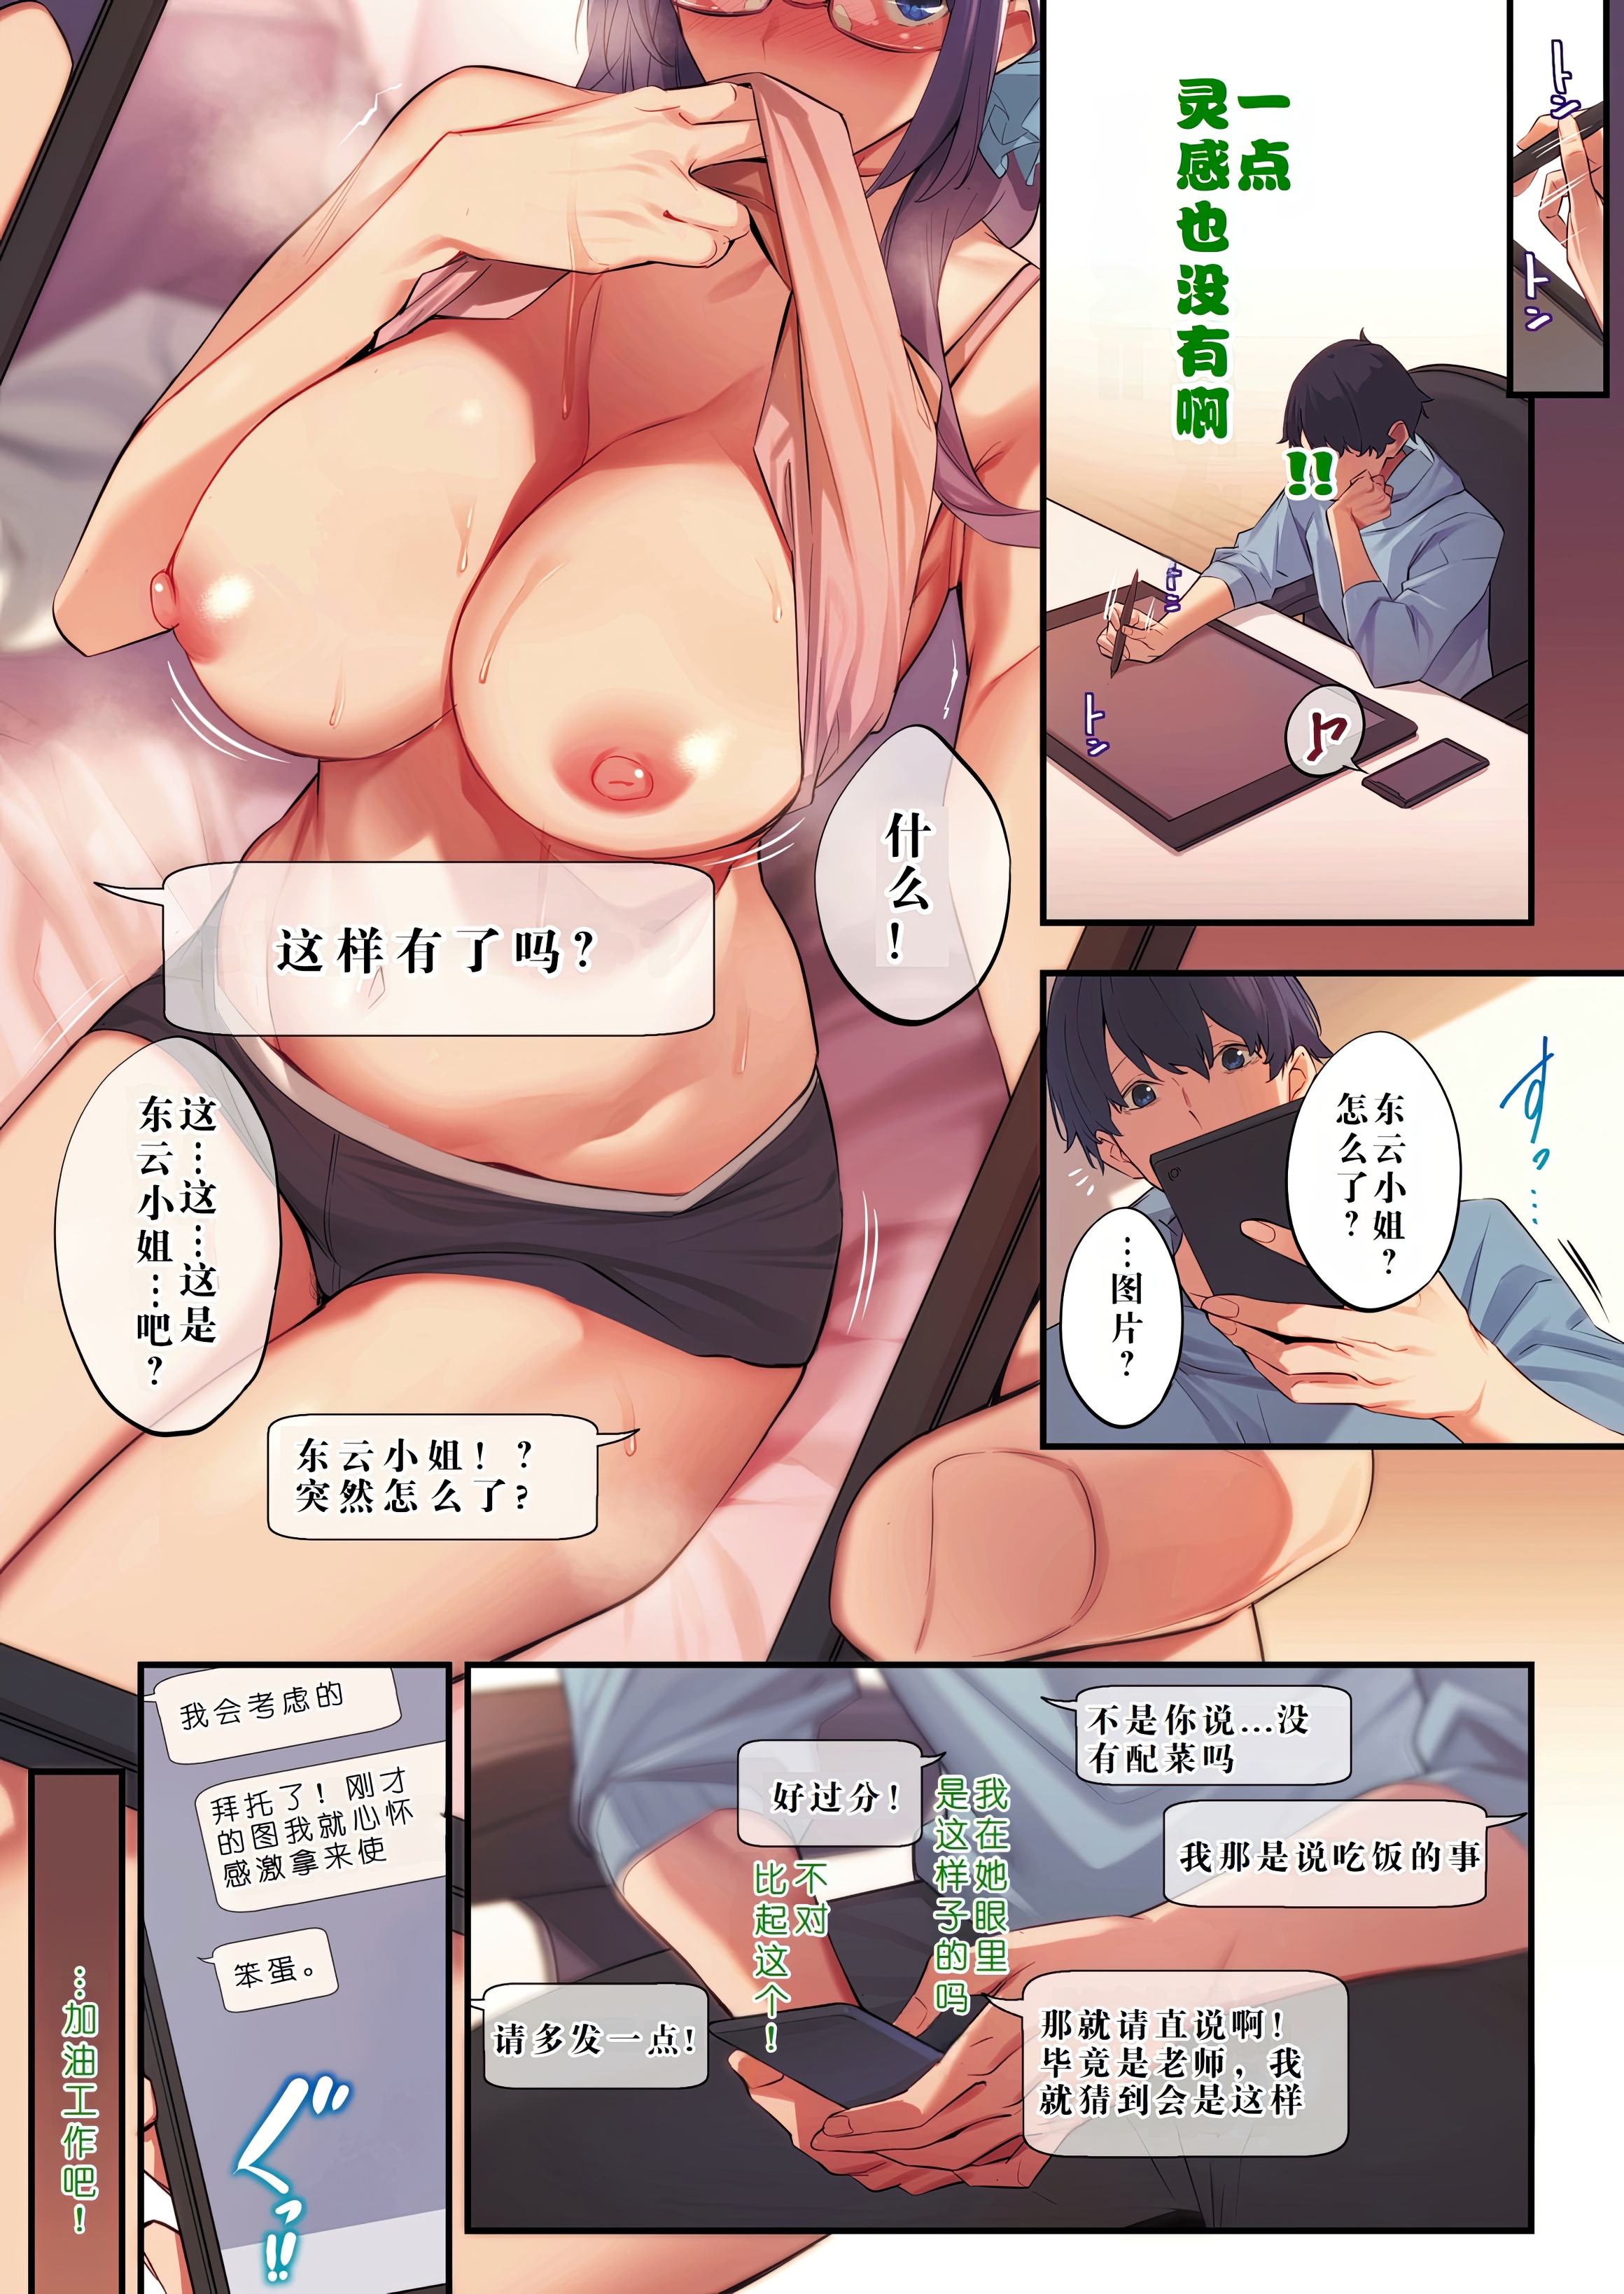 トン
トン
一点
灵感也没有啊
!!
トン
トン
东云小姐?
怎么了?
…图片?
すっ…
什么!
这样有了吗?
这…这…这是
东云小姐…吧?
东云小姐！？
突然怎么了?
不是你说…没
有配菜吗
我那是说吃饭的事
我在她眼里
是这样子的吗
好过分!
不对
比起这个!
那就请直说啊!
毕竟是老师，我
就猜到会是这样
请多发一点!
我会考虑的
拜托了！刚才
的图我就心怀
感激拿来使
笨蛋。
ぐっ!!
…加油工作吧!